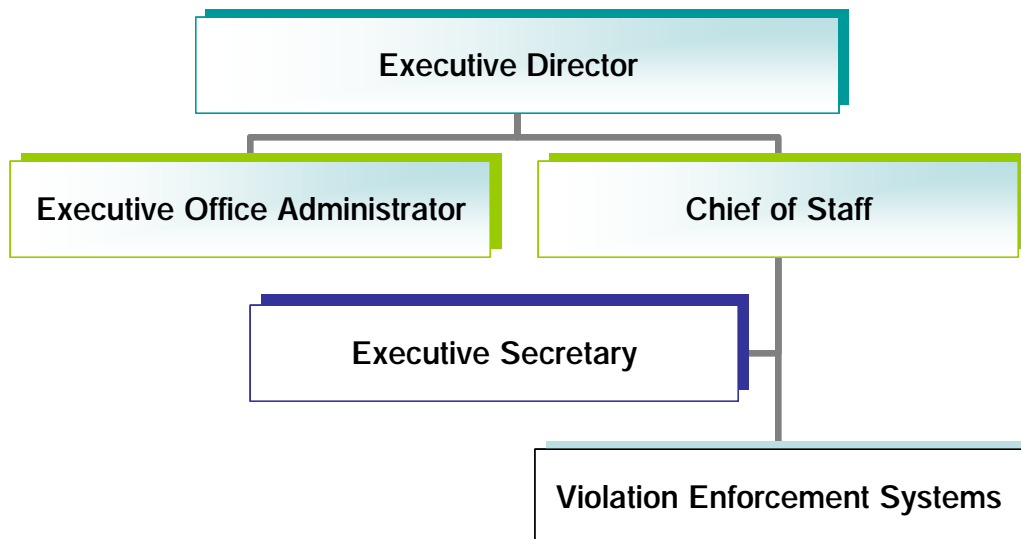 Executive Director
Executive Office Administrator
Chief of Staff
Executive Secretary
Violation Enforcement Systems